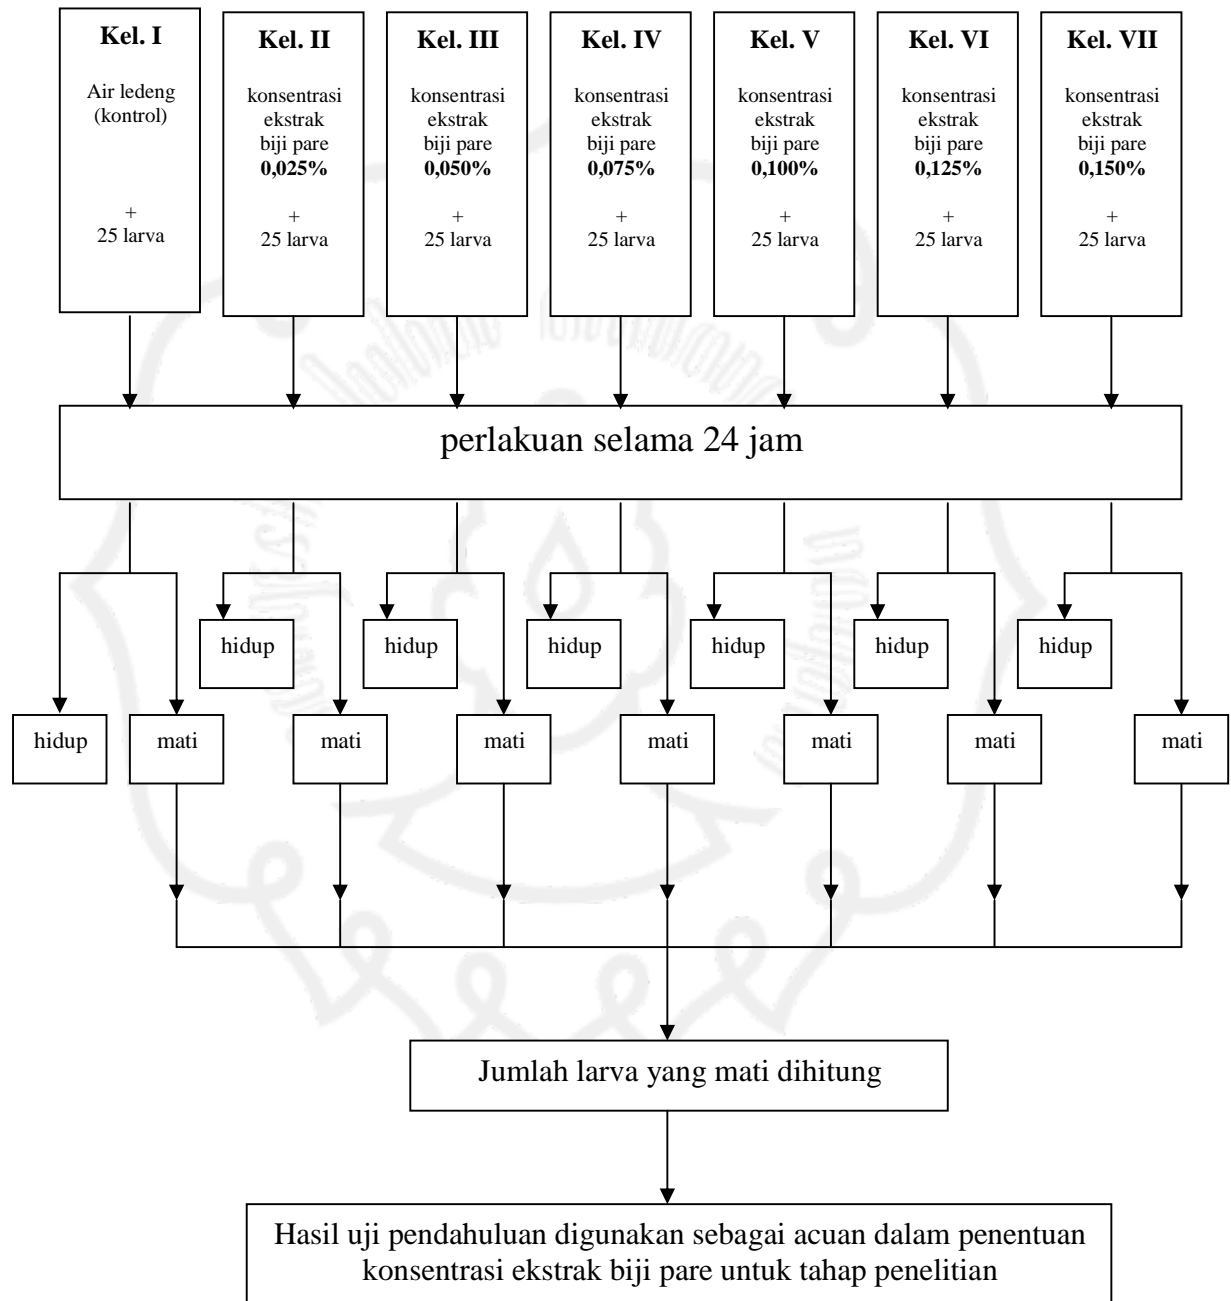 Kel. I
Air ledeng
(kontrol)
+
25 larva
Kel. II
konsentrasi
ekstrak
biji pare
0,025%
+
25 larva
Kel. III
konsentrasi
ekstrak
biji pare
0,050%
+
25 larva
Kel. IV
konsentrasi
ekstrak
biji pare
0,075%
+
25 larva
Kel. V
konsentrasi
ekstrak
biji pare
0,100%
+
25 larva
Kel. VI
konsentrasi
ekstrak
biji pare
0,125%
+
25 larva
Kel. VII
konsentrasi
ekstrak
biji pare
0,150%
+
25 larva
perlakuan selama 24 jam
hidup
hidup
hidup
hidup
hidup
hidup
hidup
mati
mati
mati
mati
mati
mati
mati
Jumlah larva yang mati dihitung
Hasil uji pendahuluan digunakan sebagai acuan dalam penentuan
konsentrasi ekstrak biji pare untuk tahap penelitian